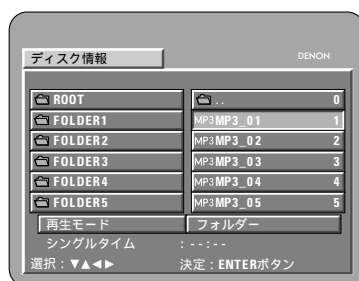 ディスク情報 DENON
ROOT .. 0
FOLDER1 MP3 MP3_01 1
FOLDER2 MP3 MP3_02 2
FOLDER3 MP3 MP3_03 3
FOLDER4 MP3 MP3_04 4
FOLDER5 MP3 MP3_05 5
再生モード フォルダー
シングルタイム : --:--
選択:▼▲◀▶ 決定:ENTERボタン